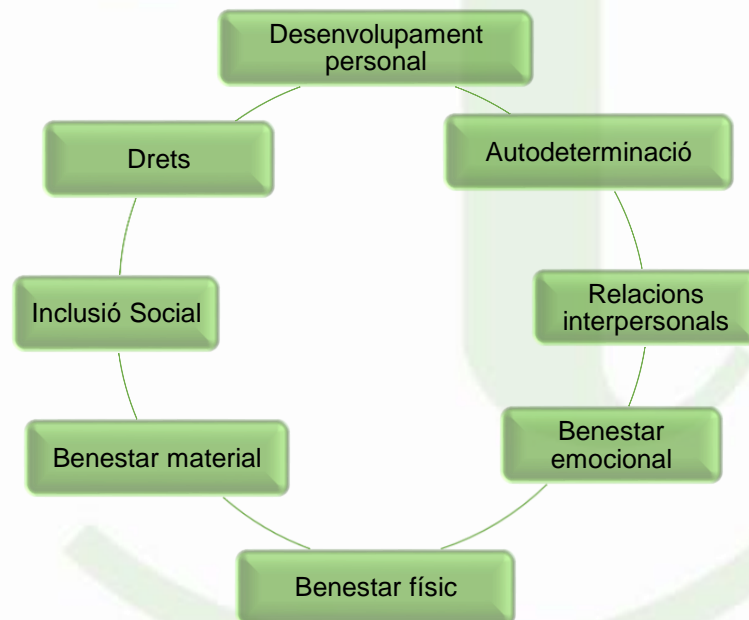 Desenvolupament
personal
Autodeterminació
Relacions
interpersonals
Benestar
emocional
Benestar físic
Benestar material
Inclusió Social
Drets